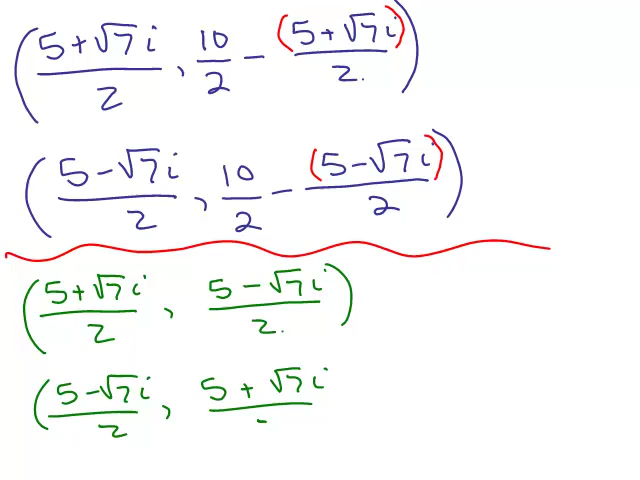 ((5+√7i)/2, 10/2 - (5+√7i)/2.)
((5-√7i)/2, 10/2 - (5-√7i)/2)
((5+√7i)/2, (5-√7i)/2.)
((5-√7i)/2, (5+√7i)/